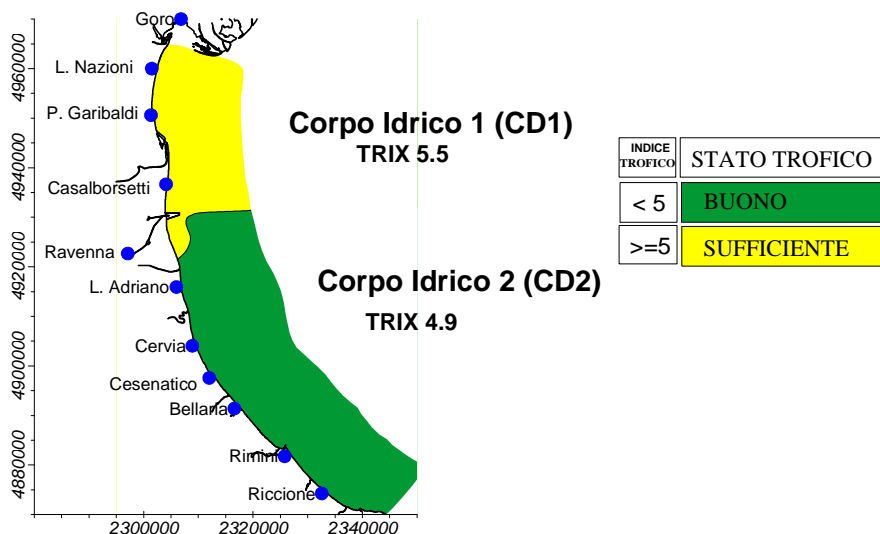 Goro
L. Nazioni
P. Garibaldi
Casalborsetti
Ravenna
L. Adriano
Cervia
Cesenatico
Bellaria
Rimini
Riccione
4960000
4940000
4920000
4900000
4880000
2300000
2320000
2340000
Corpo Idrico 1 (CD1)
TRIX 5.5
Corpo Idrico 2 (CD2)
TRIX 4.9
INDICE
TROFICO
STATO TROFICO
< 5
BUONO
>=5
SUFFICIENTE